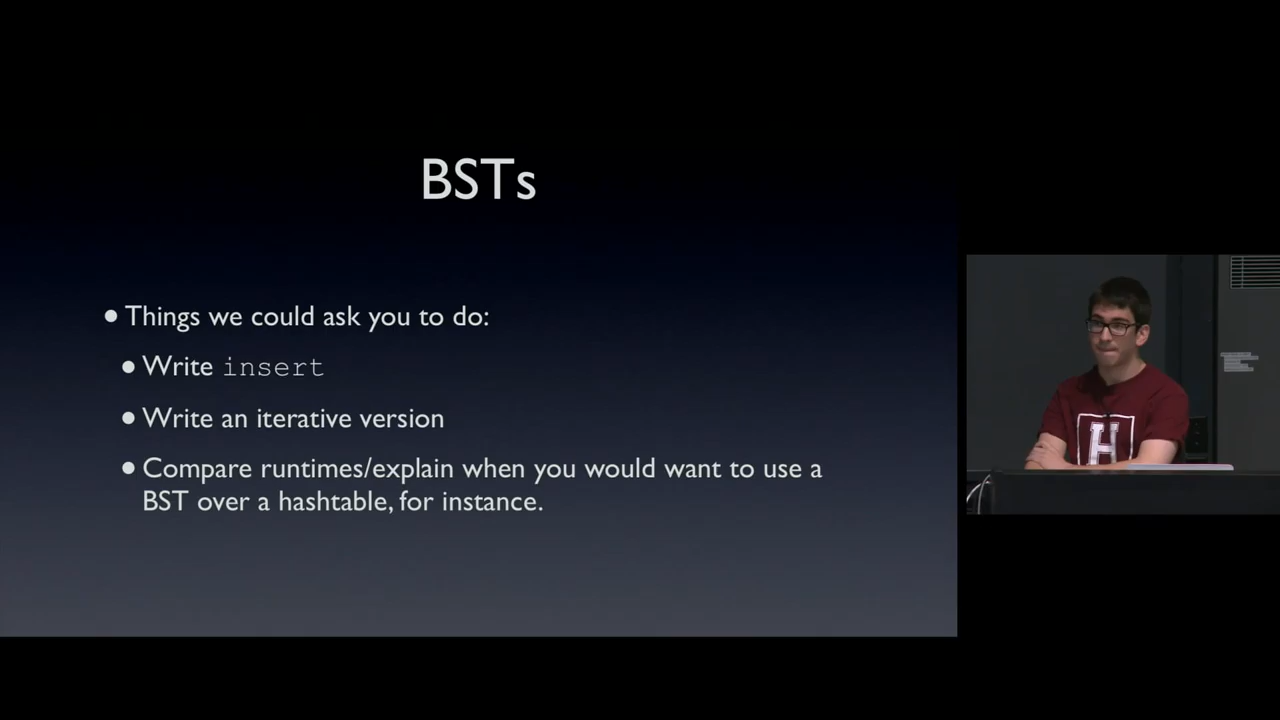 BSTs
● Things we could ask you to do:
● Write insert
● Write an iterative version
● Compare runtimes/explain when you would want to use a
BST over a hashtable, for instance.
H